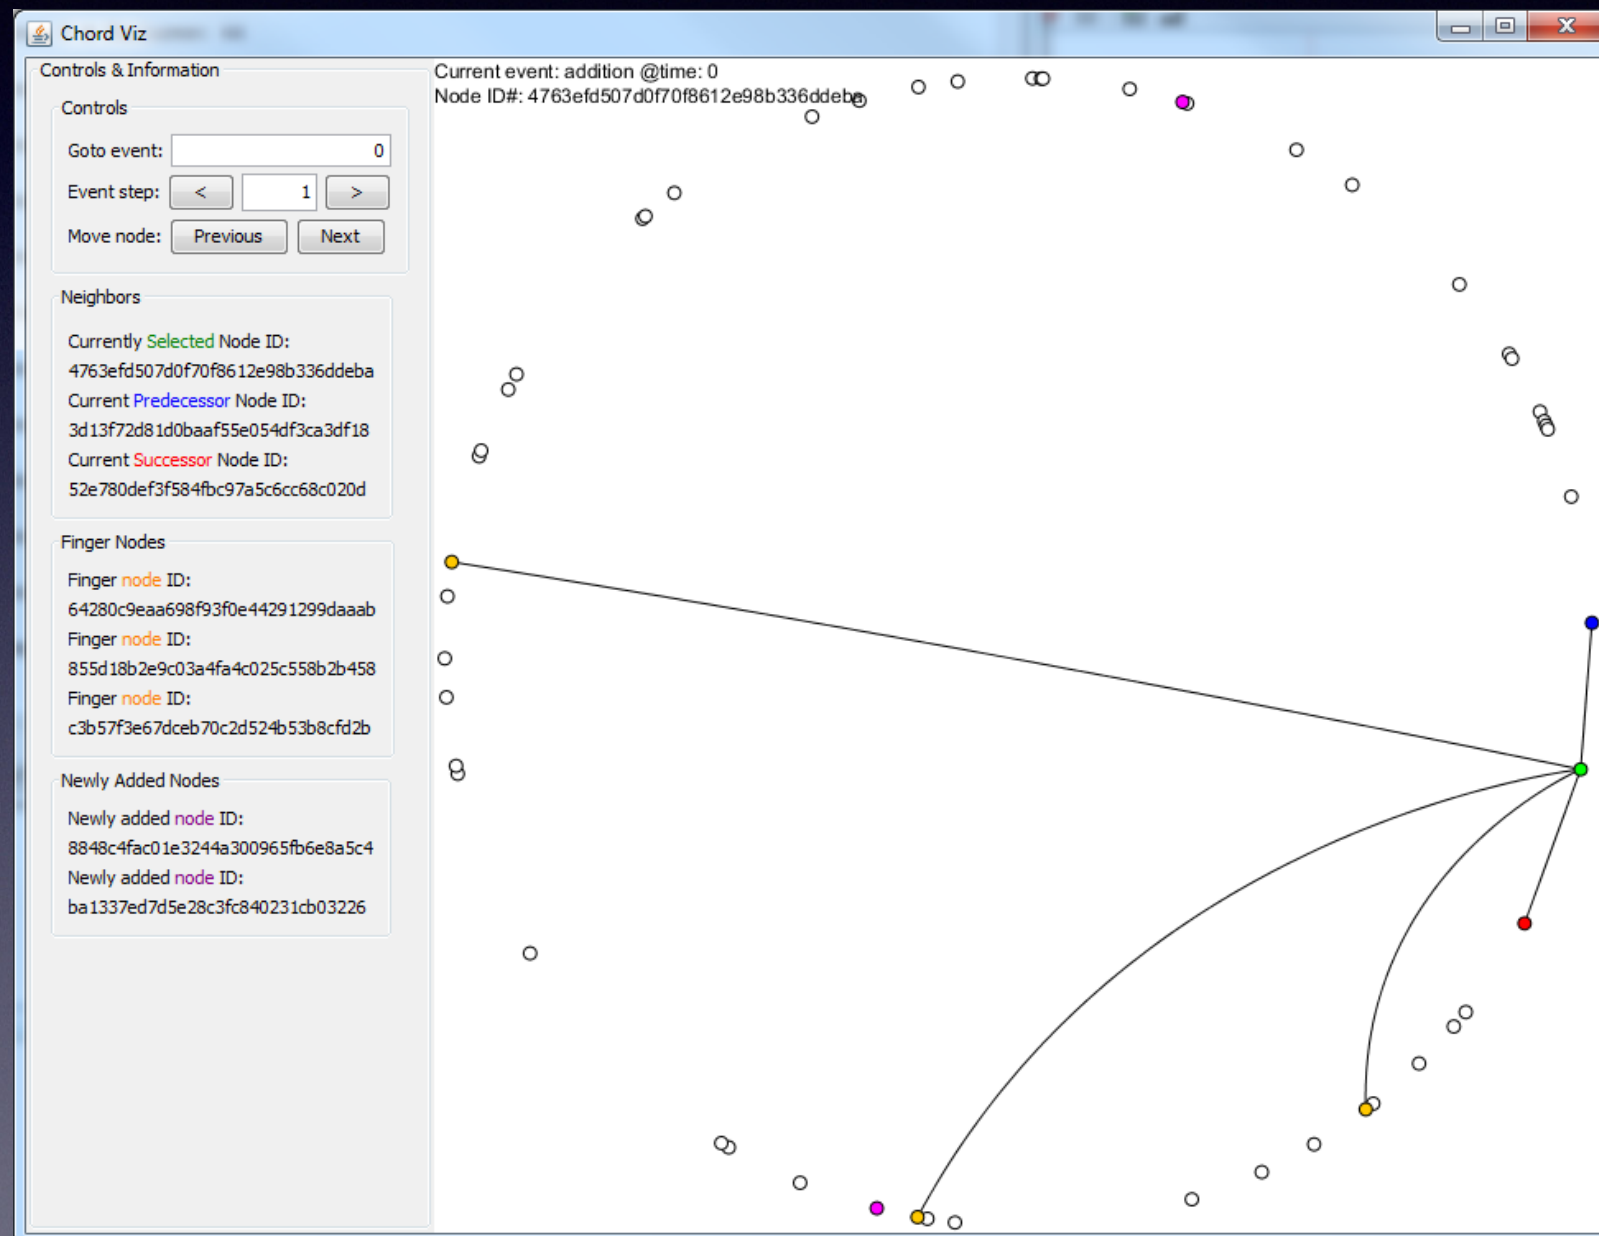 Chord Viz
Controls & Information
Controls
Goto event: 0
Event step: < 1 >
Move node: Previous Next
Neighbors
Currently Selected Node ID:
4763efd507d0f70f8612e98b336ddeba
Current Predecessor Node ID:
3d13f72d81d0baaf55e054df3ca3df18
Current Successor Node ID:
52e780def3f584fbc97a5c6cc68c020d
Finger Nodes
Finger node ID:
64280c9eaa698f93f0e44291299daaab
Finger node ID:
855d18b2e9c03a4fa4c025c558b2b458
Finger node ID:
c3b57f3e67dceb70c2d524b53b8cfd2b
Newly Added Nodes
Newly added node ID:
8848c4fac01e3244a300965fb6e8a5c4
Newly added node ID:
ba1337ed7d5e28c3fc840231cb03226
Current event: addition @time: 0
Node ID#: 4763efd507d0f70f8612e98b336ddeba